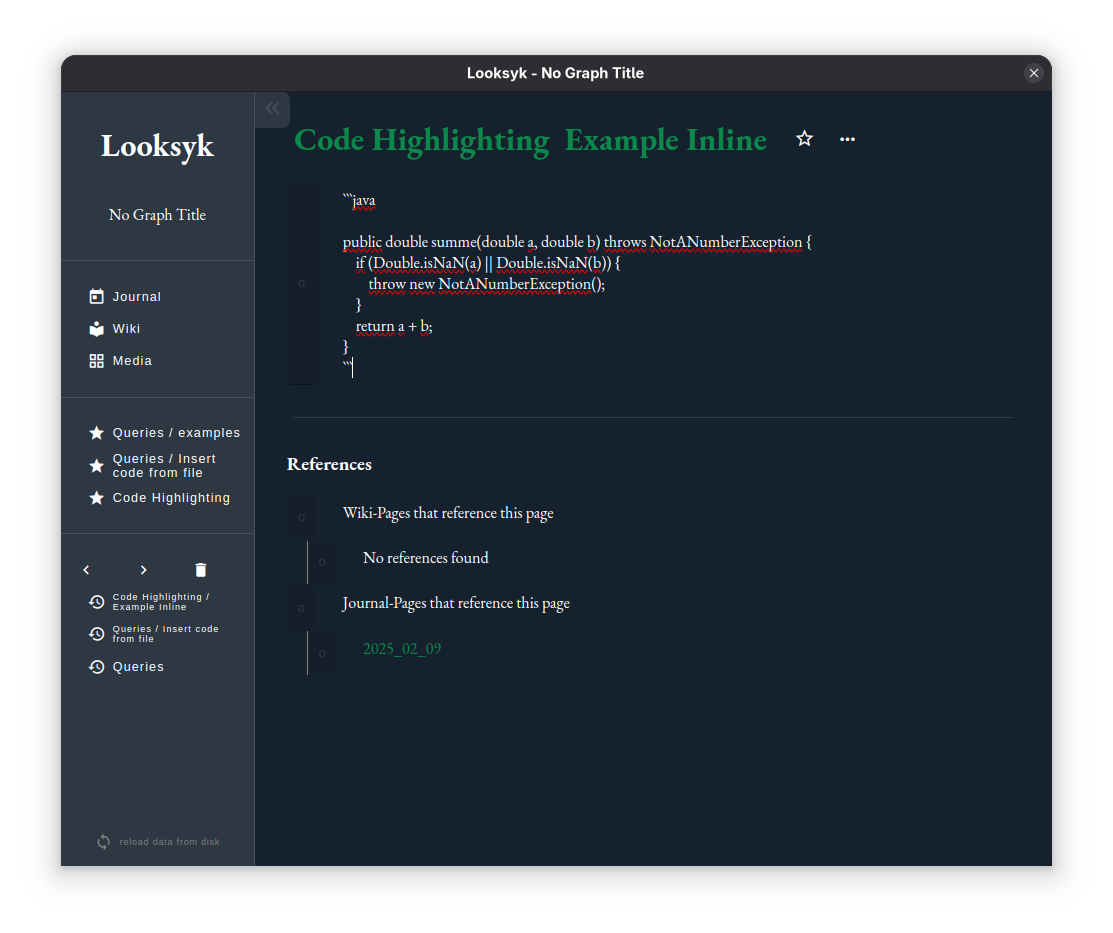 Looksyk - No Graph Title
Looksyk
No Graph Title
Journal
Wiki
Media
Queries / examples
Queries / Insert
code from file
Code Highlighting
Code Highlighting /
Example Inline
Queries / Insert code
from file
Queries
reload data from disk
Code Highlighting  Example Inline
```java
public double summe(double a, double b) throws NotANumberException {
    if (Double.isNaN(a) || Double.isNaN(b)) {
        throw new NotANumberException();
    }
    return a + b;
}
```
References
Wiki-Pages that reference this page
No references found
Journal-Pages that reference this page
2025_02_09